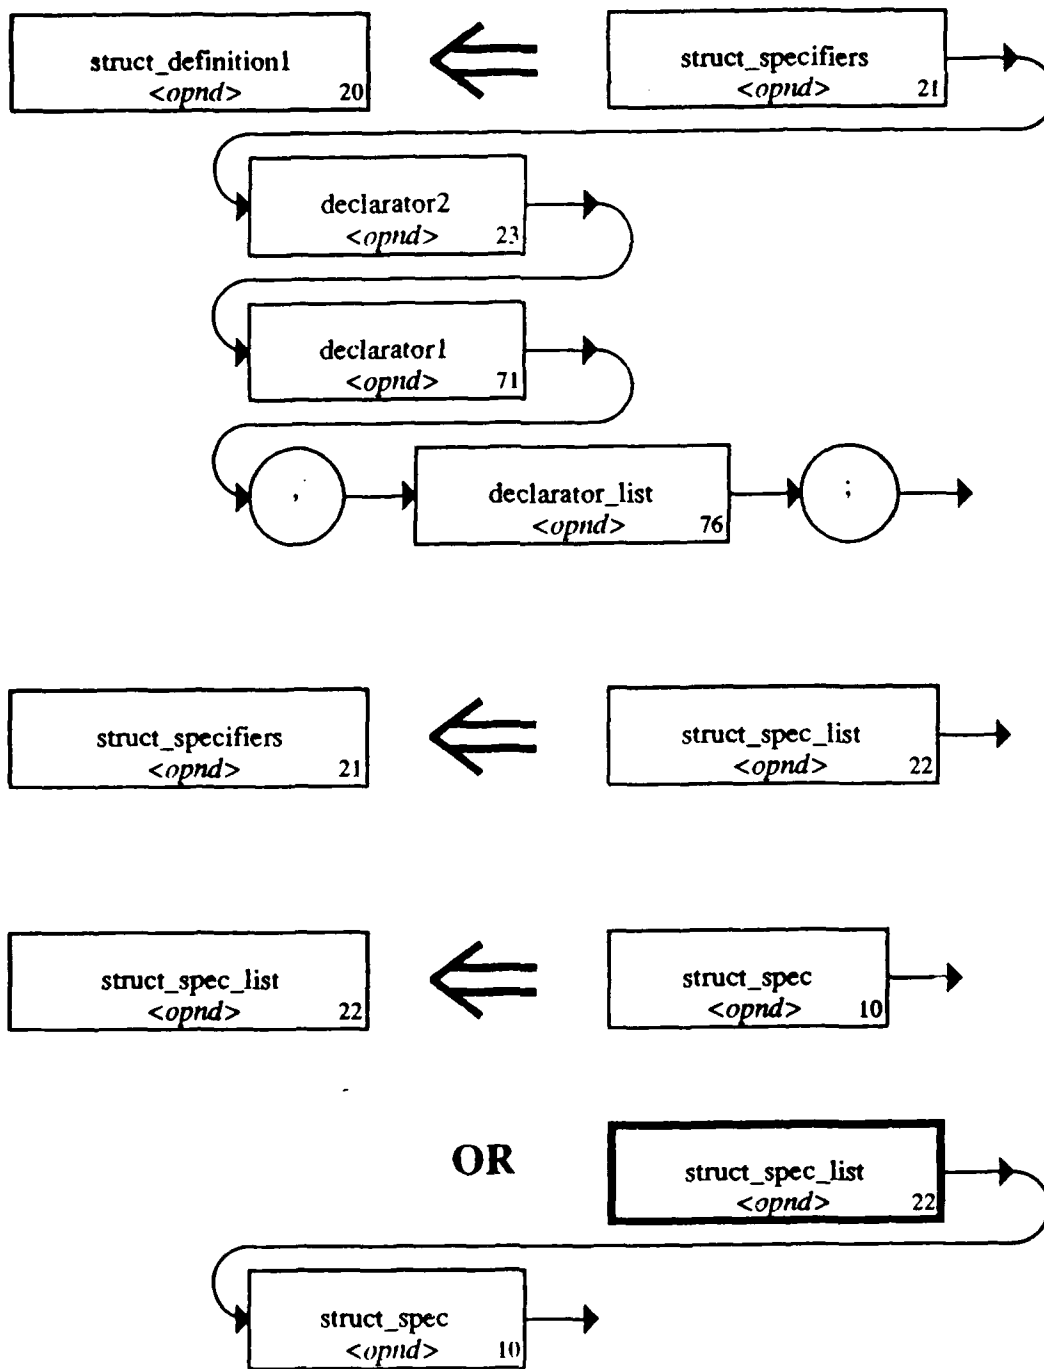 struct_definition1
<opnd> 20
struct_specifiers
<opnd> 21
declarator2
<opnd> 23
declarator1
<opnd> 71
,
declarator_list
<opnd> 76
;
struct_specifiers
<opnd> 21
struct_spec_list
<opnd> 22
struct_spec_list
<opnd> 22
struct_spec
<opnd> 10
OR
struct_spec_list
<opnd> 22
struct_spec
<opnd> 10